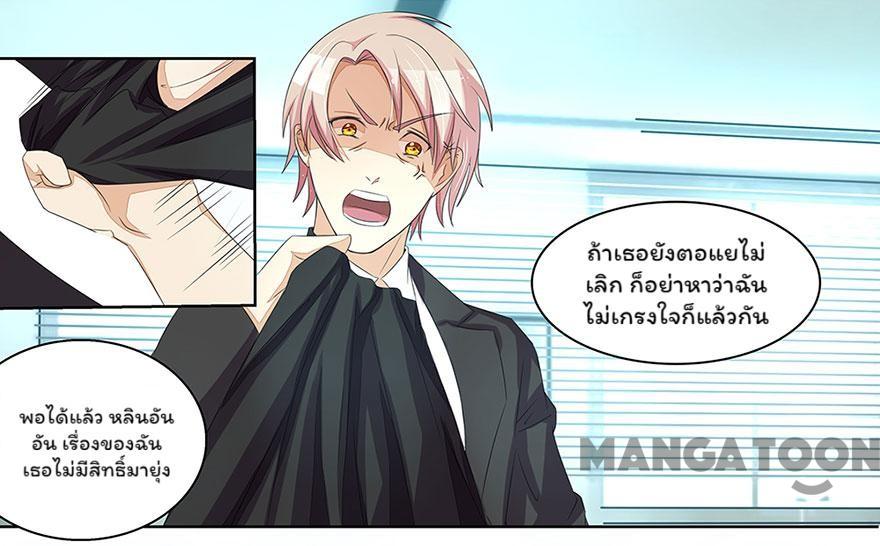 ถ้าเธอยังตอแยไม่
เลิก ก็อย่าหาว่าฉัน
ไม่เกรงใจก็แล้วกัน
พอได้แล้ว หลินอัน
อัน เรื่องของฉัน
เธอไม่มีสิทธิ์มายุ่ง
MANGATOON